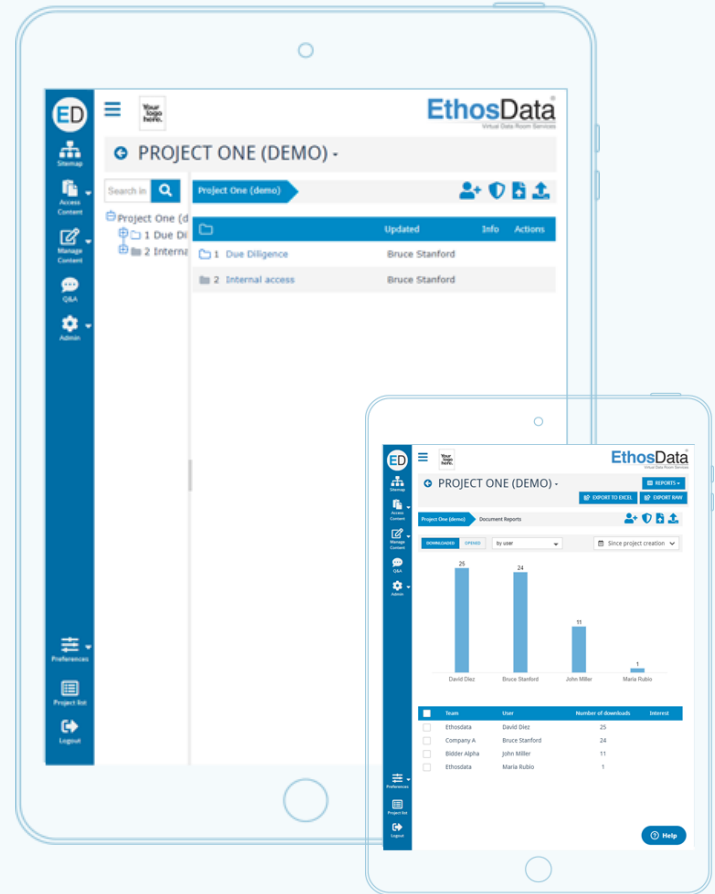 ED
Your
logo
here.
EthosData
Virtual Data Room Services
Sitemap
PROJECT ONE (DEMO)
Access
Content
Search in
Project One (demo)
Project One (d
1 Due Di
2 Interna
Manage
Content
Q&A
Admin
Updated Info Actions
1 Due Diligence Bruce Stanford
2 Internal access Bruce Stanford
Preferences
Project list
Logout
ED
Your
logo
here.
EthosData
Virtual Data Room Services
Sitemap
PROJECT ONE (DEMO)
REPORTS
EXPORT TO EXCEL EXPORT RAW
Access
Content
Project One (demo) Document Reports
Manage
Content
DOWNLOADED OPENED by user Since project creation
Q&A
Admin
25
24
11
1
David Diez Bruce Stanford John Miller Maria Rubio
Team User Number of downloads Interest
Ethosdata David Diez 25
Company A Bruce Stanford 24
Bidder Alpha John Miller 11
Ethosdata Maria Rubio 1
Preferences
Project list
Logout
Help